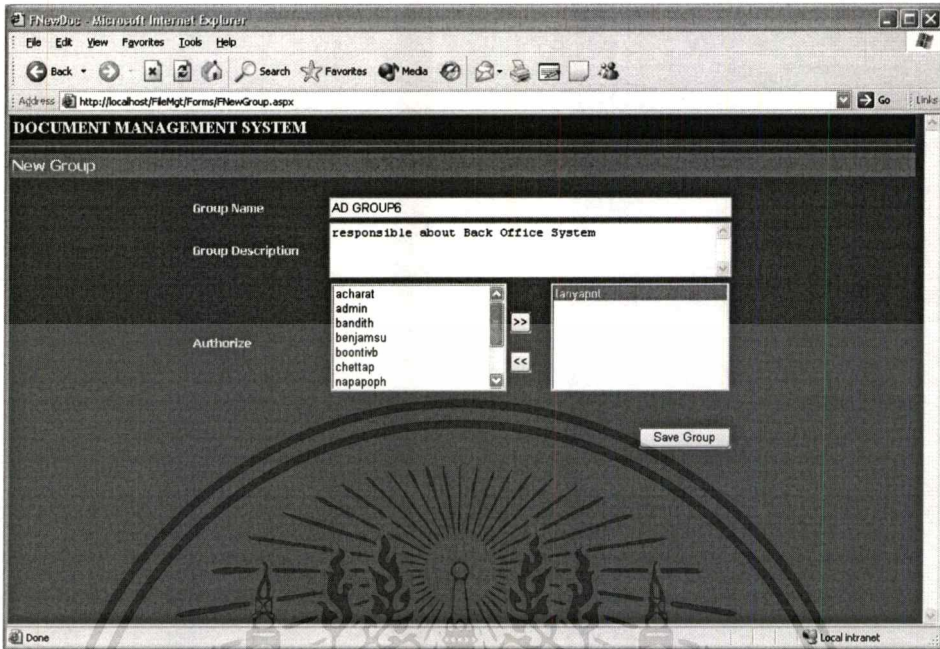 FNewDoc - Microsoft Internet Explorer
File Edit View Favorites Tools Help
Back Search Favorites Media
Address http://localhost/FileMgt/Forms/FNewGroup.aspx Go Links
DOCUMENT MANAGEMENT SYSTEM
New Group
Group Name AD GROUP6
Group Description responsible about Back Office System
Authorize
acharat
admin
bandith
benjamsu
boontivb
chettap
napapoph
>>
<<
tanyapol
Save Group
Done Local intranet